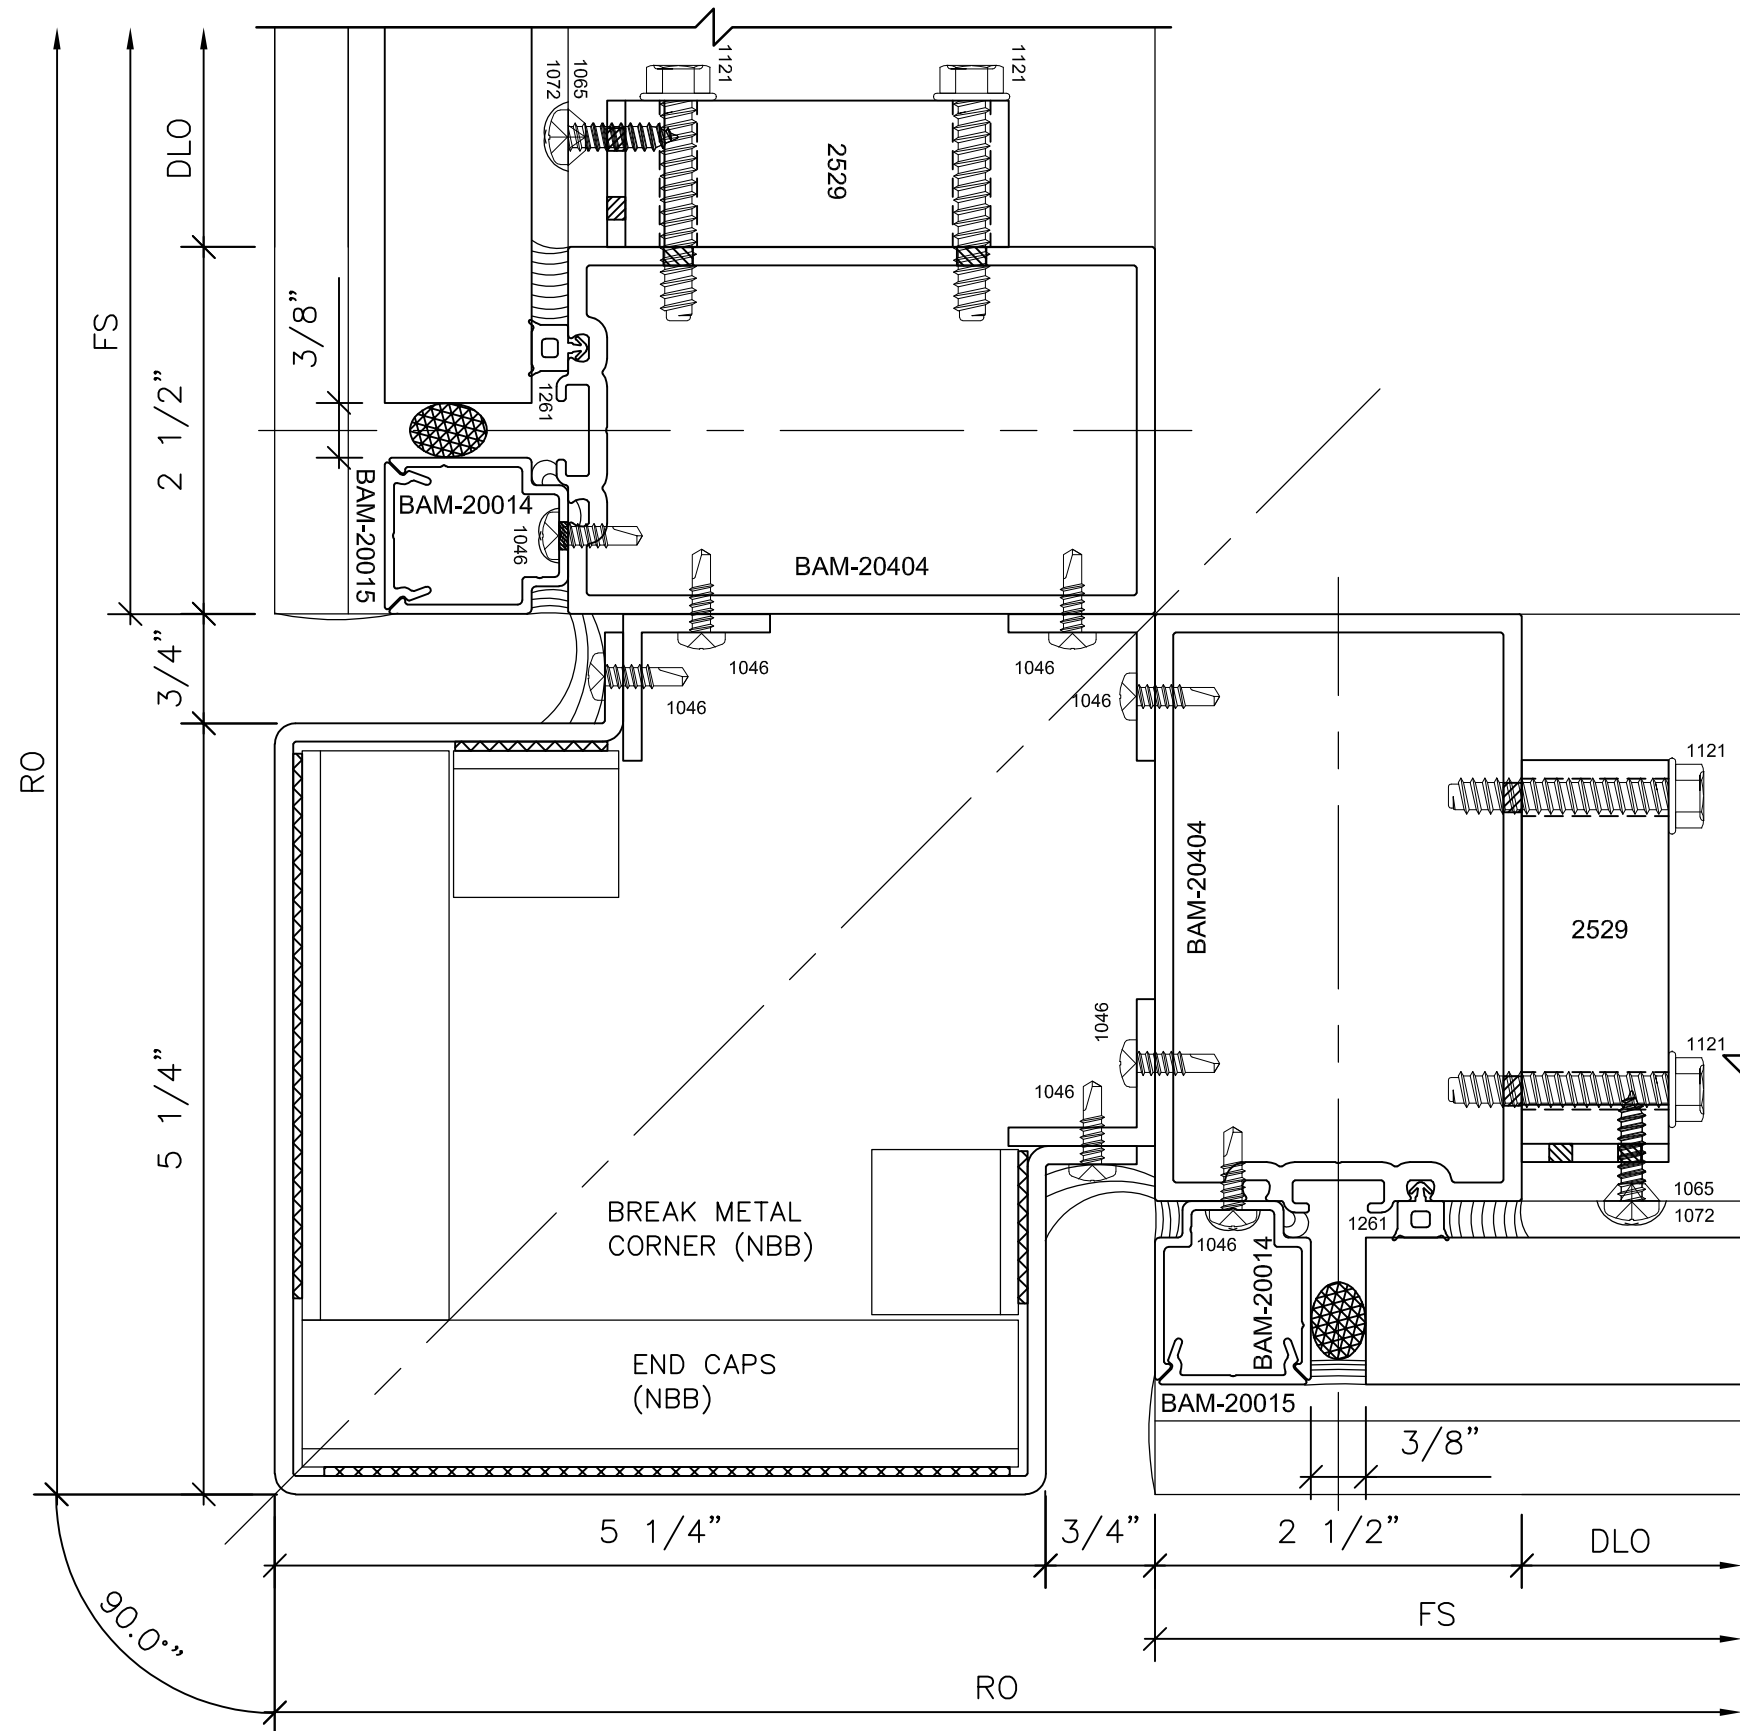 1121
1121
1065
1072
2529
DLO
FS
3/8"
2 1/2"
1261
BAM-20014
BAM-20015
1046
BAM-20404
3/4"
1046
1046
1046
1046
RO
1121
BAM-20404
2529
5 1/4"
1046
1046
1121
BREAK METAL
CORNER (NBB)
1065
1072
1261
1046
BAM-20014
END CAPS
(NBB)
BAM-20015
3/8"
5 1/4"
3/4"
2 1/2"
DLO
90.0°"
FS
RO